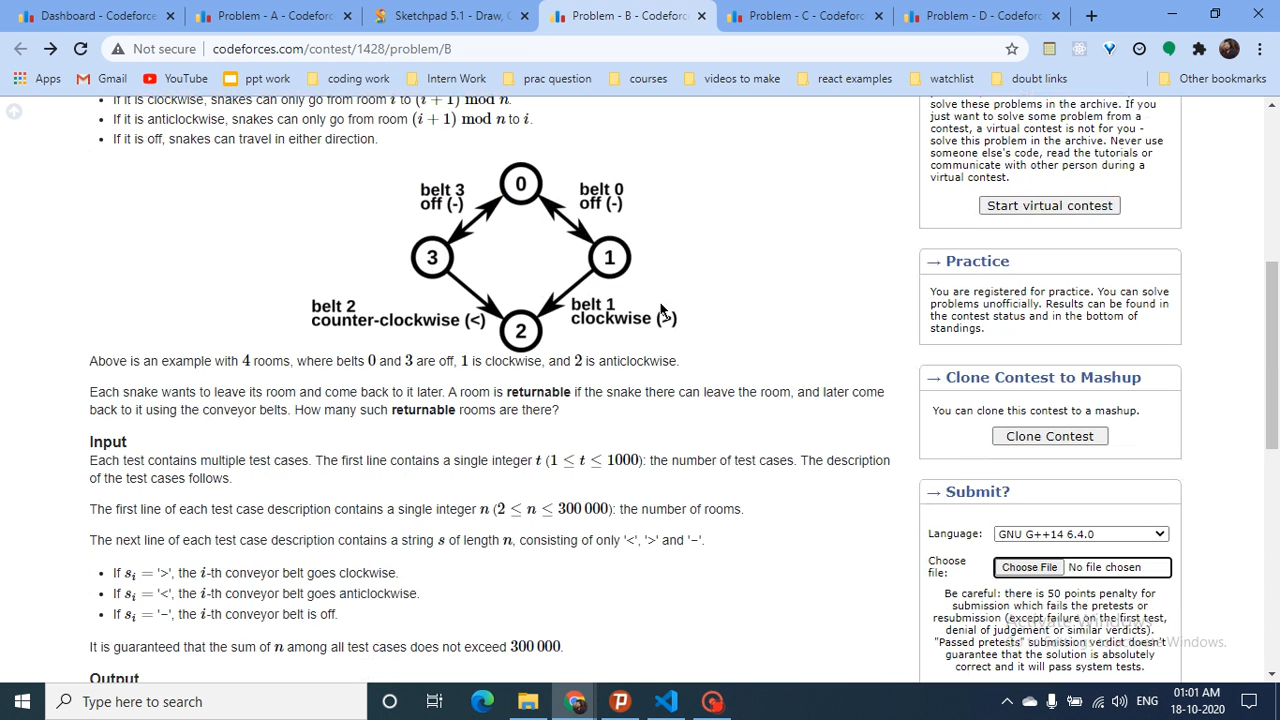 Dashboard - Codeforces
Problem - A - Codeforces
Sketchpad 5.1 - Draw, C
Problem - B - Codeforces
Problem - C - Codeforces
Problem - D - Codeforces
Not secure codeforces.com/contest/1428/problem/B
Apps Gmail YouTube ppt work coding work Intern Work prac question courses videos to make react examples watchlist doubt links Other bookmarks
If it is clockwise, snakes can only go from room i to (i + 1) mod n.
If it is anticlockwise, snakes can only go from room (i + 1) mod n to i.
If it is off, snakes can travel in either direction.
0
belt 3
off (-)
belt 0
off (-)
3
1
belt 2
counter-clockwise (<)
belt 1
clockwise (>)
2
Above is an example with 4 rooms, where belts 0 and 3 are off, 1 is clockwise, and 2 is anticlockwise.
Each snake wants to leave its room and come back to it later. A room is returnable if the snake there can leave the room, and later come
back to it using the conveyor belts. How many such returnable rooms are there?
Input
Each test contains multiple test cases. The first line contains a single integer t (1 ≤ t ≤ 1000): the number of test cases. The description
of the test cases follows.
The first line of each test case description contains a single integer n (2 ≤ n ≤ 300 000): the number of rooms.
The next line of each test case description contains a string s of length n, consisting of only '<', '>' and '-'.
If sᵢ = '>', the i-th conveyor belt goes clockwise.
If sᵢ = '<', the i-th conveyor belt goes anticlockwise.
If sᵢ = '-', the i-th conveyor belt is off.
It is guaranteed that the sum of n among all test cases does not exceed 300 000.
Output
you can see them. If you
solve these problems in the archive. If you
just want to solve some problem from a
contest, a virtual contest is not for you -
solve this problem in the archive. Never use
someone else's code, read the tutorials or
communicate with other person during a
virtual contest.
Start virtual contest
→ Practice
You are registered for practice. You can solve
problems unofficially. Results can be found in
the contest status and in the bottom of
standings.
→ Clone Contest to Mashup
You can clone this contest to a mashup.
Clone Contest
→ Submit?
Language: GNU G++14 6.4.0
Choose
file:
Choose File No file chosen
Be careful: there is 50 points penalty for
submission which fails the pretests or
resubmission (except failure on the first test,
denial of judgement or similar verdicts).
"Passed pretests" submission verdict doesn't
guarantee that the solution is absolutely
correct and it will pass system tests.
Type here to search
ENG
01:01 AM
18-10-2020